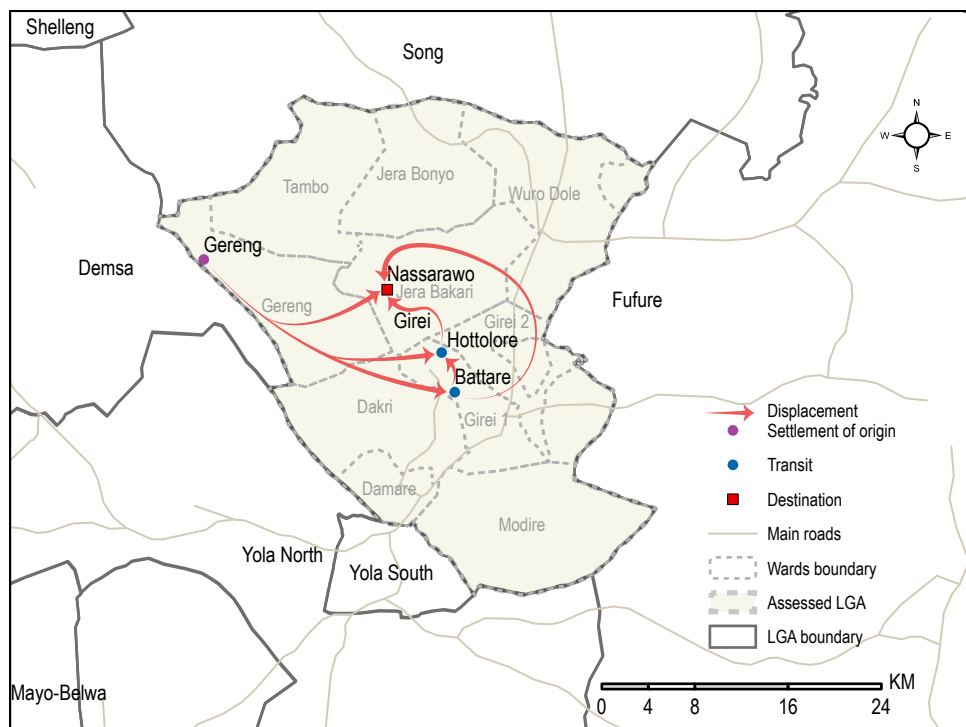 Shelleng
Song
N
W E
S
Tambo
Jera Bonyo
Wuro Dole
Gereng
Demsa
Nassarawo
Jera Bakari
Gereng
Fufure
Girei
Girei 2
Hottolore
Battare
Dakri
Girei 1
Displacement
Settlement of origin
Transit
Damare
Destination
Modire
Main roads
Yola North
Yola South
Wards boundary
Assessed LGA
LGA boundary
Mayo-Belwa
KM
0 4 8 16 24